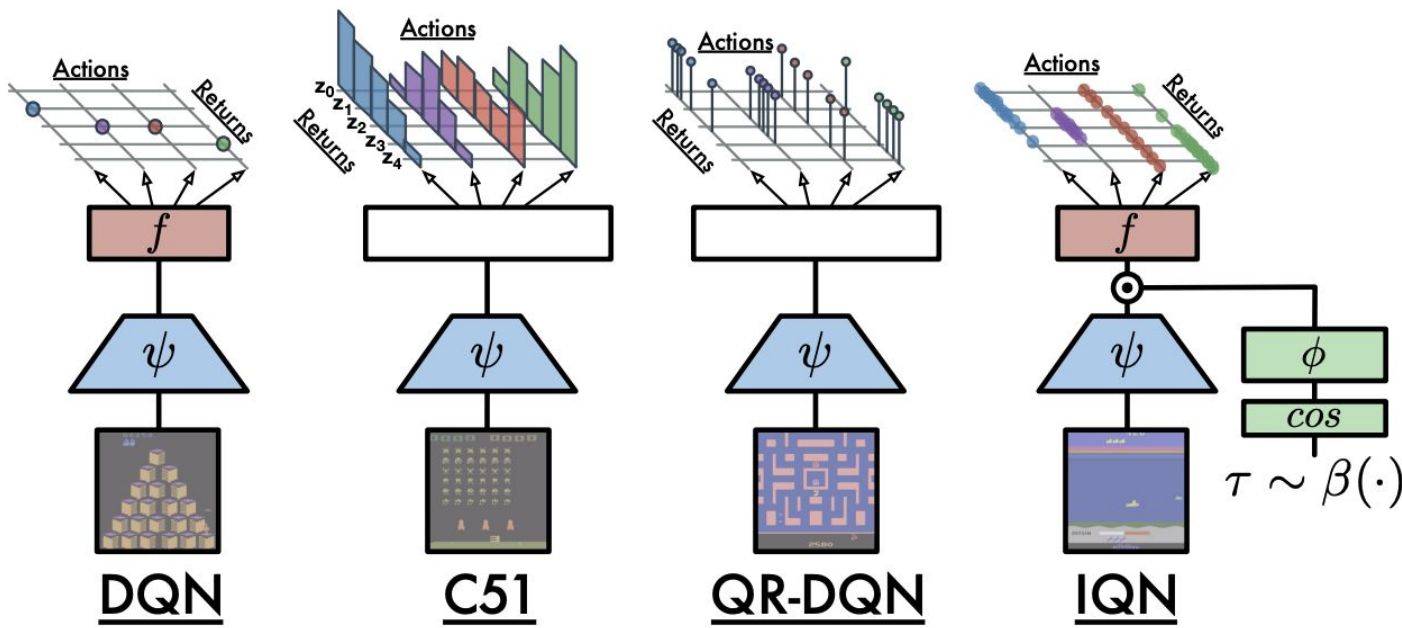 Actions
Returns
f
ψ
DQN
Actions
z₀
z₁
z₂
z₃
z₄
Returns
ψ
C51
Actions
Returns
ψ
2580
QR-DQN
Actions
Returns
f
ψ
ϕ
cos
τ ∼ β(·)
IQN